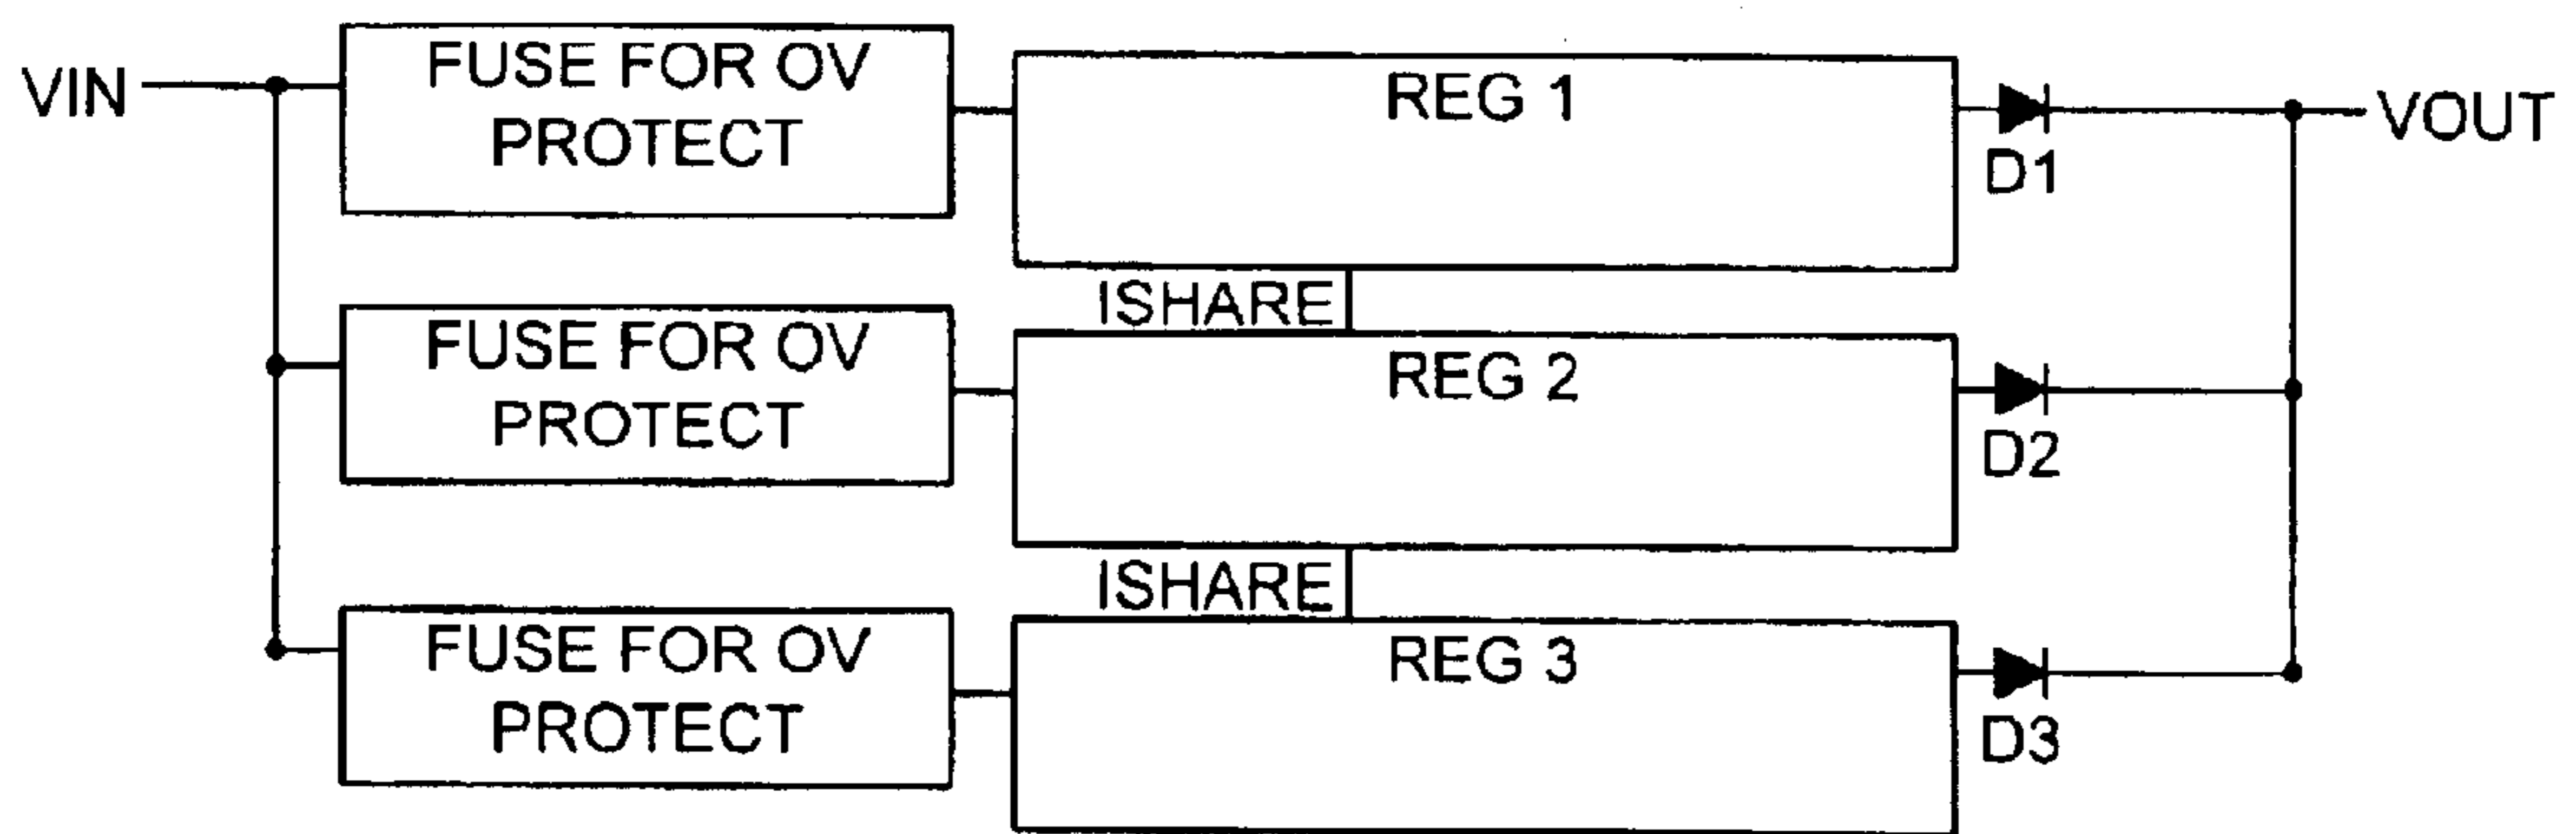 VIN
FUSE FOR OV
PROTECT
REG 1
D1
VOUT
ISHARE
FUSE FOR OV
PROTECT
REG 2
D2
ISHARE
FUSE FOR OV
PROTECT
REG 3
D3